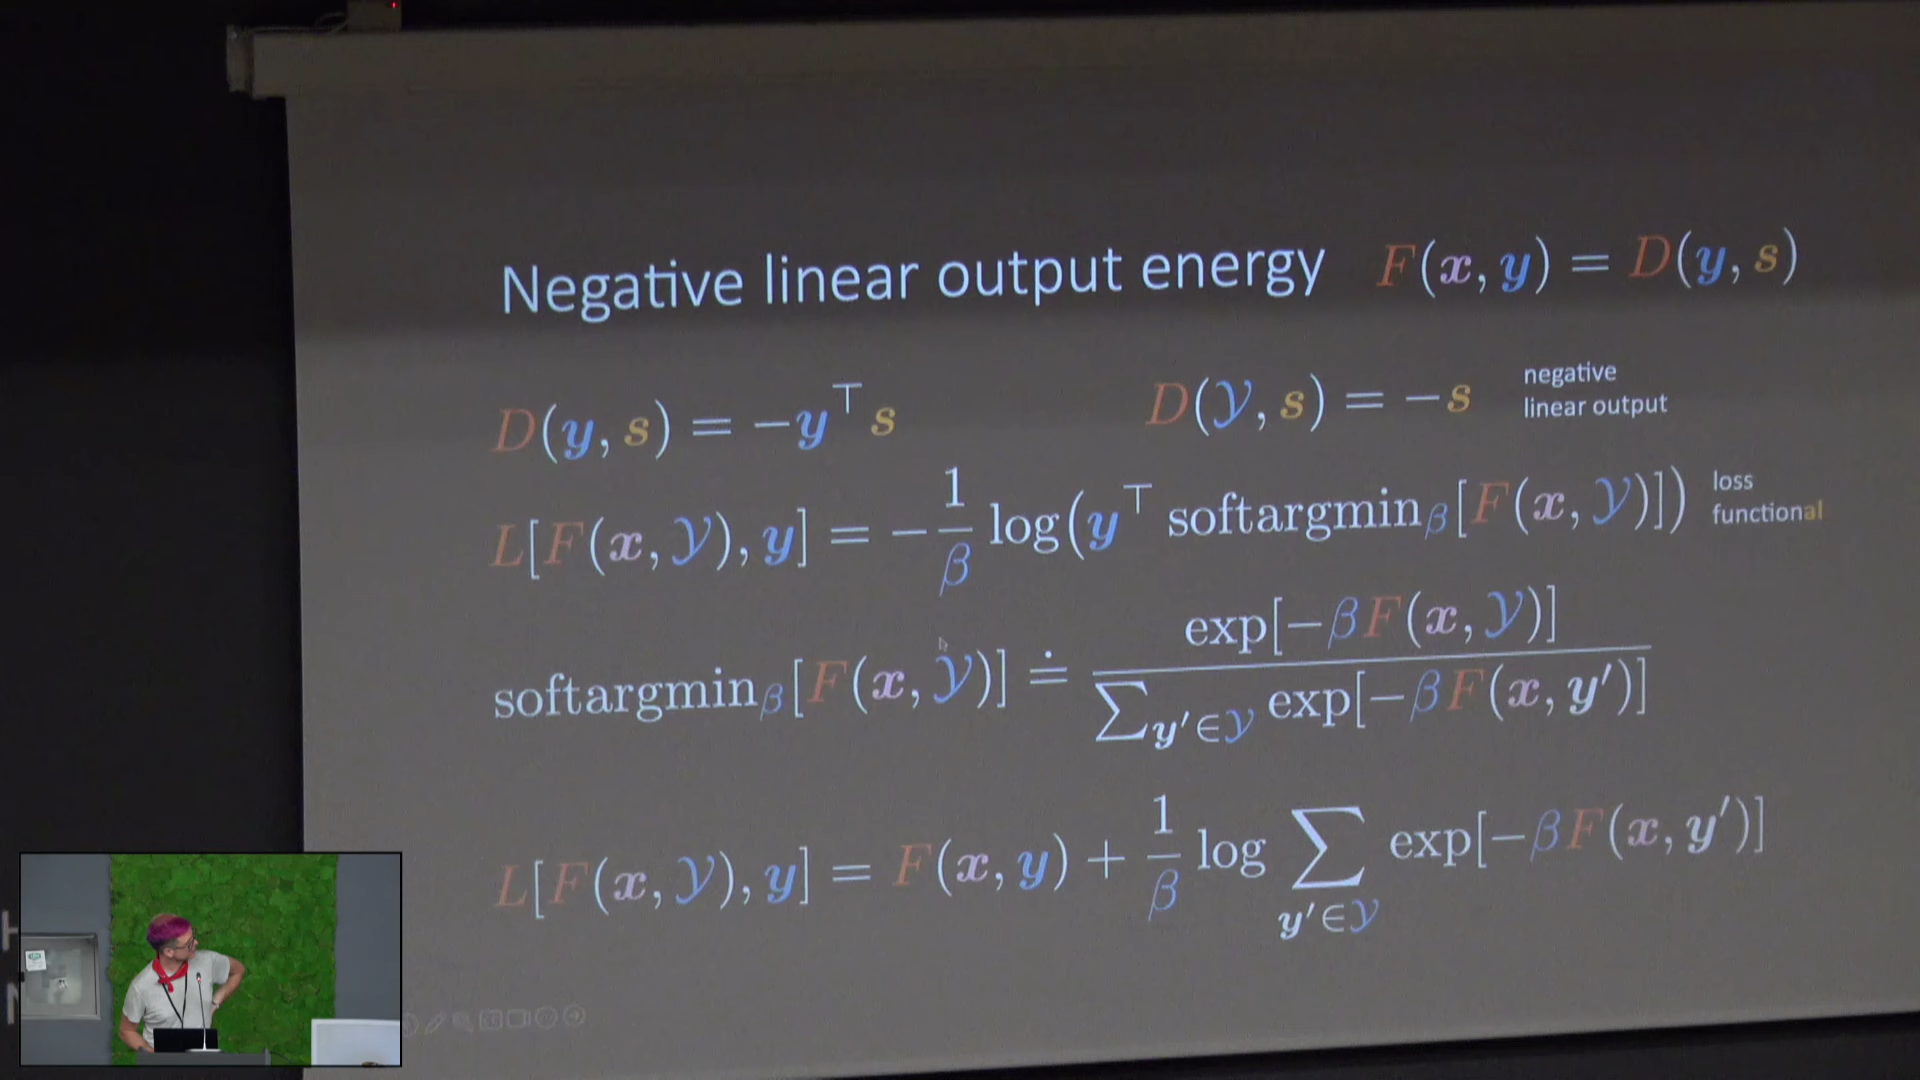 Negative linear output energy F(x, y) = D(y, s)
D(y, s) = −y⊤s D(𝒴, s) = −s negative linear output
L[F(x, 𝒴), y] = −1/β log(y⊤ softargminβ[F(x, 𝒴)]) loss functional
softargminβ[F(x, 𝒴)] ≐ exp[−βF(x, 𝒴)] / ∑y′∈𝒴 exp[−βF(x, y′)]
L[F(x, 𝒴), y] = F(x, y) + 1/β log ∑y′∈𝒴 exp[−βF(x, y′)]